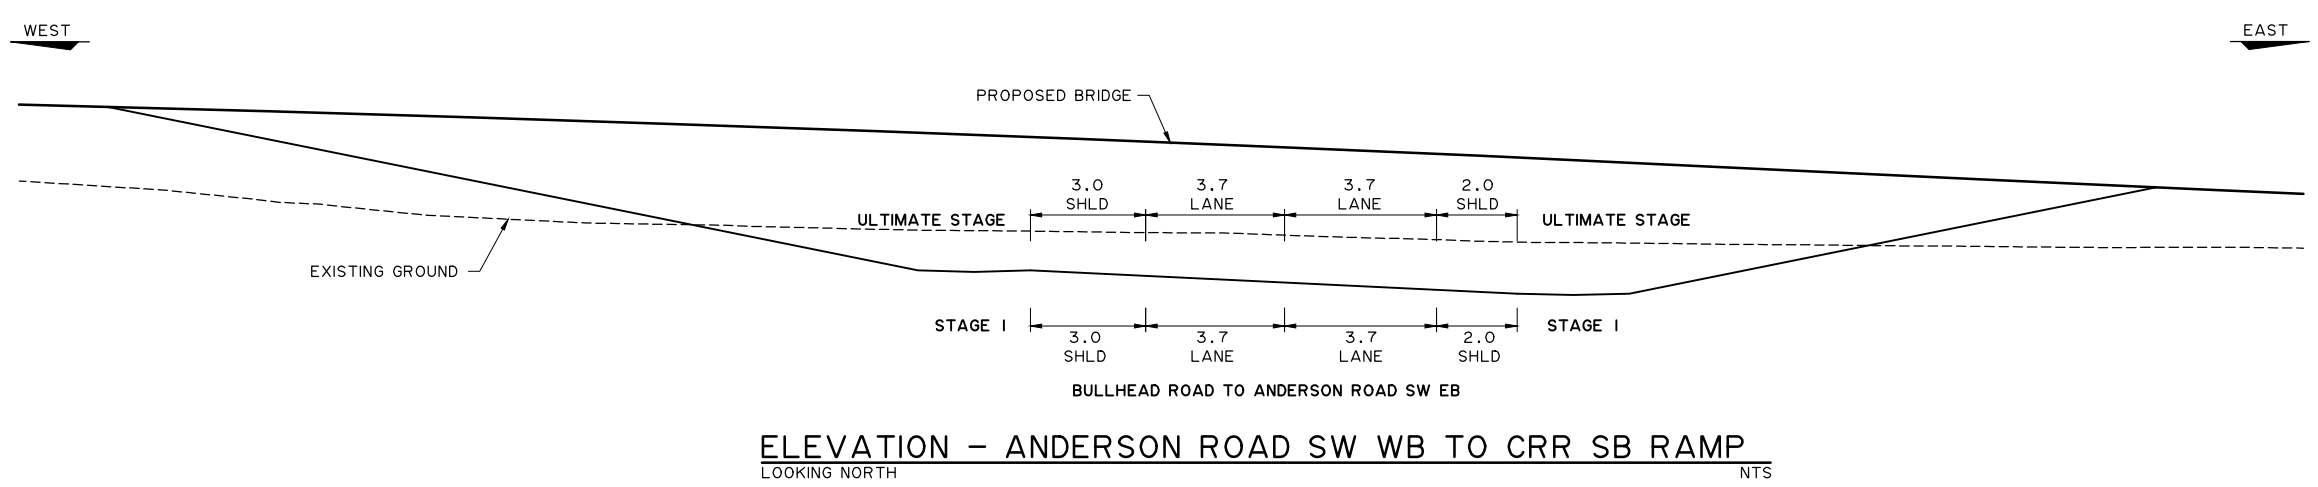 WEST
EAST
PROPOSED BRIDGE
3.0 3.7 3.7 2.0
SHLD LANE LANE SHLD
ULTIMATE STAGE ULTIMATE STAGE
EXISTING GROUND
STAGE I STAGE I
3.0 3.7 3.7 2.0
SHLD LANE LANE SHLD
BULLHEAD ROAD TO ANDERSON ROAD SW EB
ELEVATION – ANDERSON ROAD SW WB TO CRR SB RAMP
LOOKING NORTH NTS